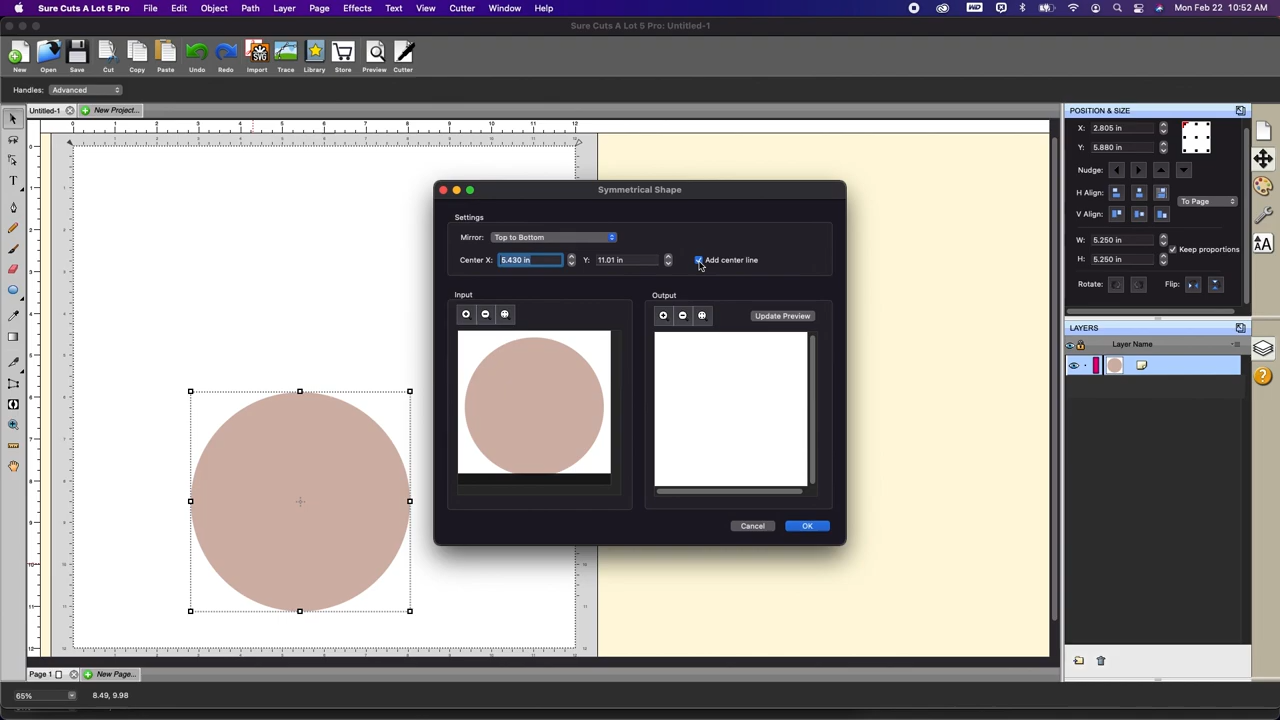 Sure Cuts A Lot 5 Pro File Edit Object Path Layer Page Effects Text View Cutter Window Help Mon Feb 22 10:52 AM
Sure Cuts A Lot 5 Pro: Untitled-1
New Open Save Cut Copy Paste Undo Redo Import Trace Library Store Preview Cutter
Handles: Advanced
Untitled-1 New Project...
POSITION & SIZE
X: 2.805 in
Y: 5.880 in
Nudge:
H Align:
To Page
V Align:
W: 5.250 in
Keep proportions
H: 5.250 in
Rotate: Flip:
LAYERS
Layer Name
Symmetrical Shape
Settings
Mirror: Top to Bottom
Center X: 5.430 in Y: 11.01 in Add center line
Input
Output
Update Preview
Cancel OK
Page 1 New Page...
65% 8.49, 9.98